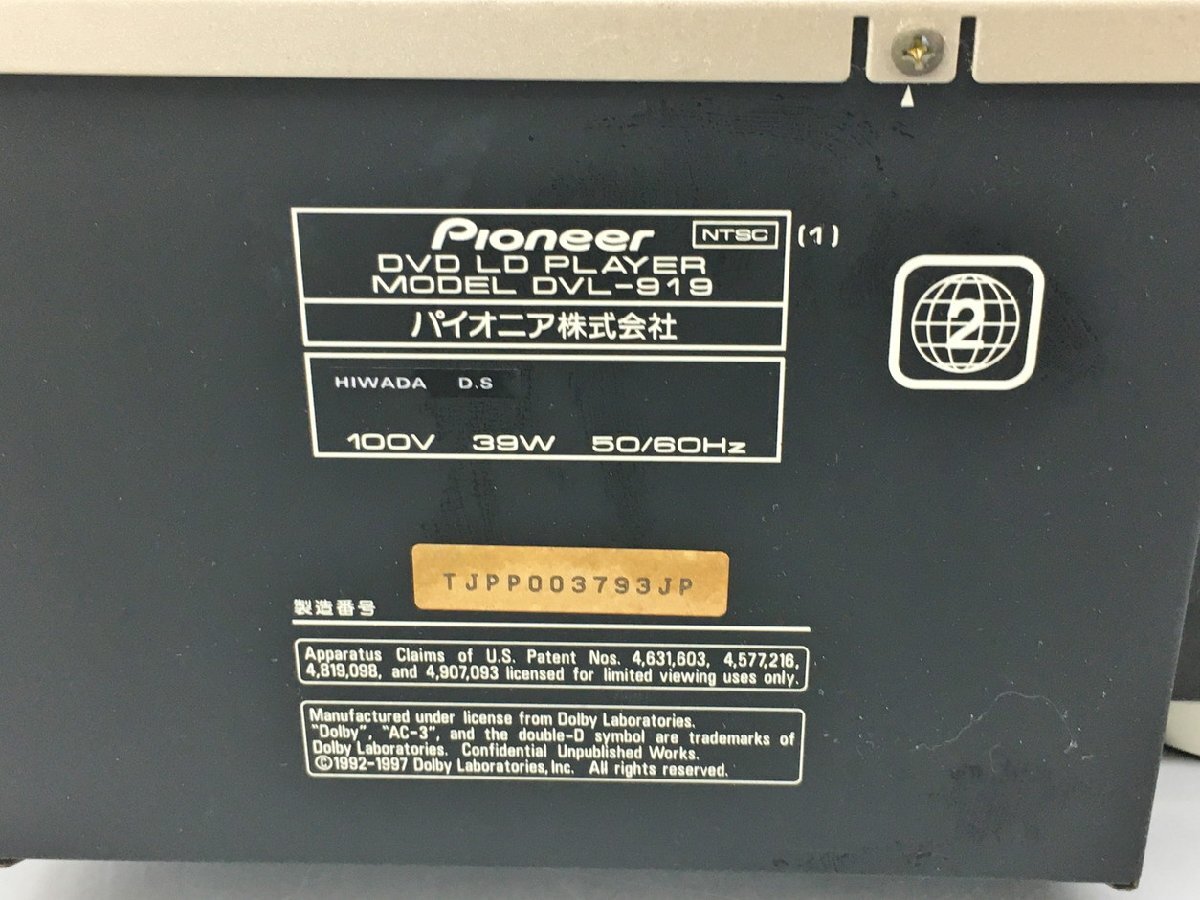 Pioneer NTSC (1)
DVD LD PLAYER
MODEL DVL-919
パイオニア株式会社
2
HIWADA D.S
100V 39W 50/60Hz
TJPP003793JP
製造番号
Apparatus Claims of U.S. Patent Nos. 4,631,603, 4,577,216,
4,819,098, and 4,907,093 licensed for limited viewing uses only.
Manufactured under license from Dolby Laboratories.
"Dolby", "AC-3", and the double-D symbol are trademarks of
Dolby Laboratories. Confidential Unpublished Works.
©1992-1997 Dolby Laboratories, Inc. All rights reserved.